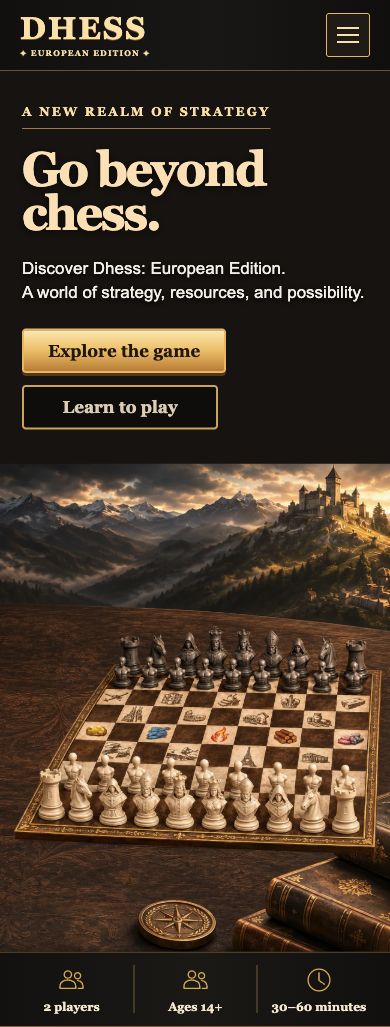 DHESS
✦ EUROPEAN EDITION ✦
A NEW REALM OF STRATEGY
Go beyond
chess.
Discover Dhess: European Edition.
A world of strategy, resources, and possibility.
Explore the game
Learn to play
2 players
Ages 14+
30–60 minutes